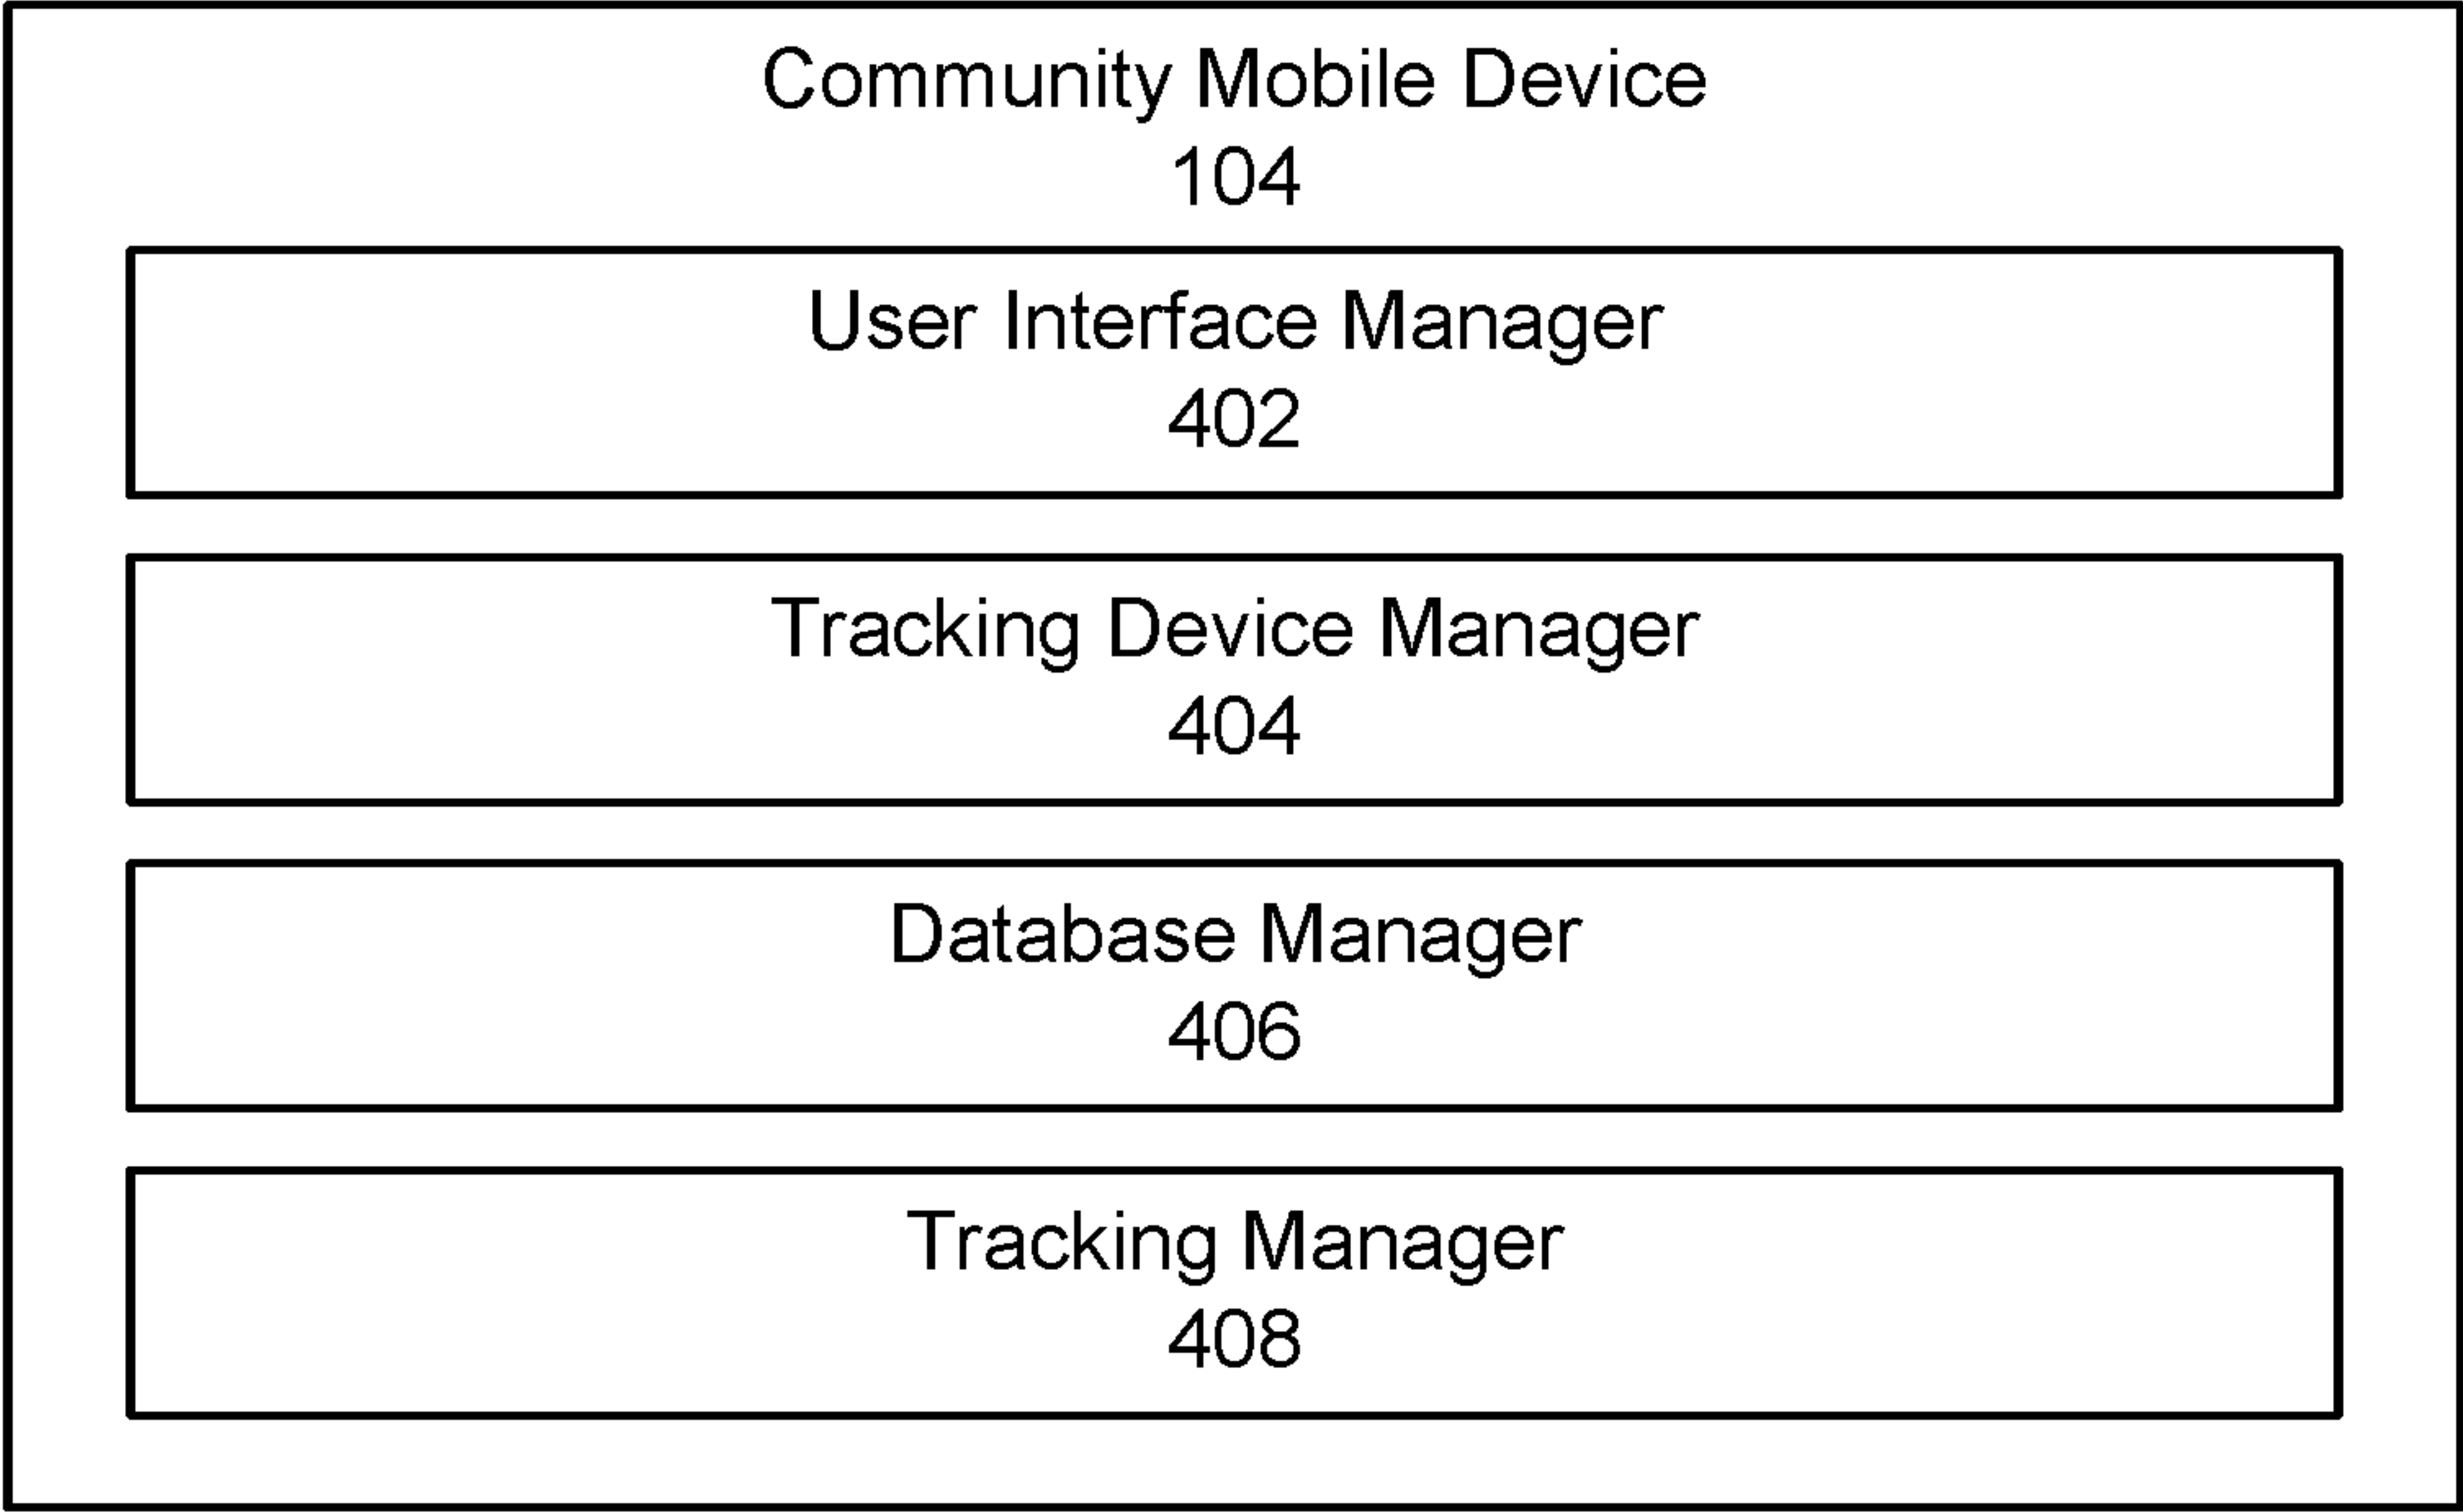 Community Mobile Device
104
User Interface Manager
402
Tracking Device Manager
404
Database Manager
406
Tracking Manager
408